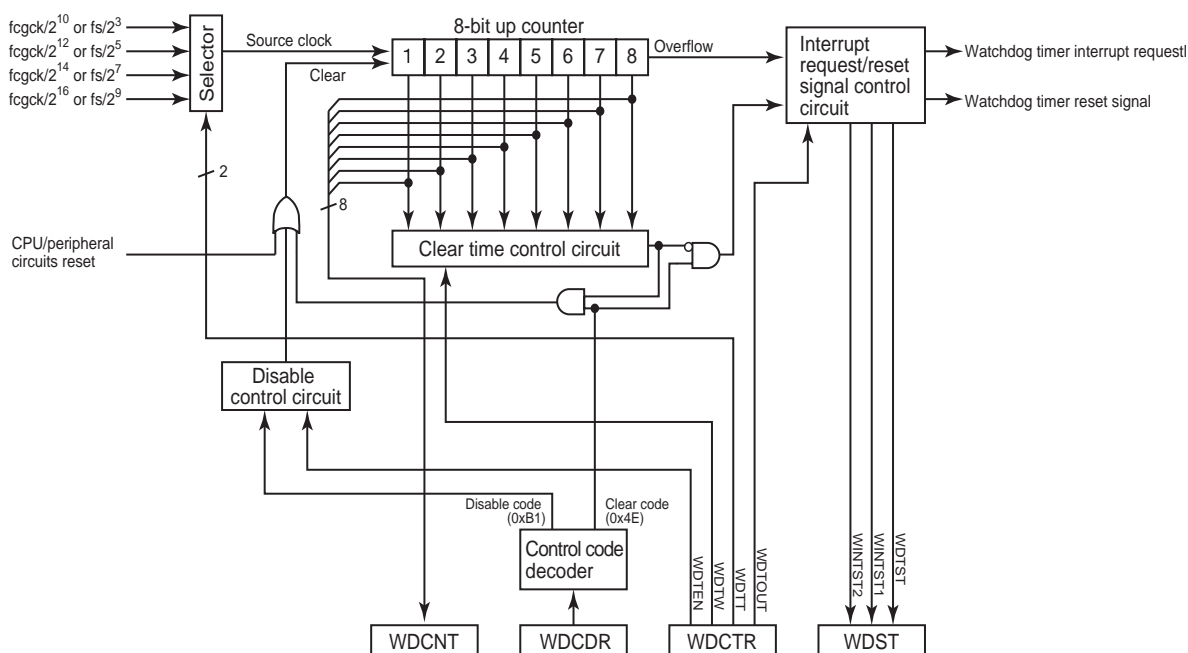 fcgck/2^10 or fs/2^3
fcgck/2^12 or fs/2^5
fcgck/2^14 or fs/2^7
fcgck/2^16 or fs/2^9
Selector
Source clock
Clear
8-bit up counter
1 2 3 4 5 6 7 8
Overflow
Interrupt
request/reset
signal control
circuit
Watchdog timer interrupt requestl
Watchdog timer reset signal
2
8
CPU/peripheral
circuits reset
Clear time control circuit
Disable
control circuit
Disable code
(0xB1)
Clear code
(0x4E)
Control code
decoder
WDTEN
WDTW
WDTT
WDTOUT
WINTST2
WINTST1
WDTST
WDCNT
WDCDR
WDCTR
WDST